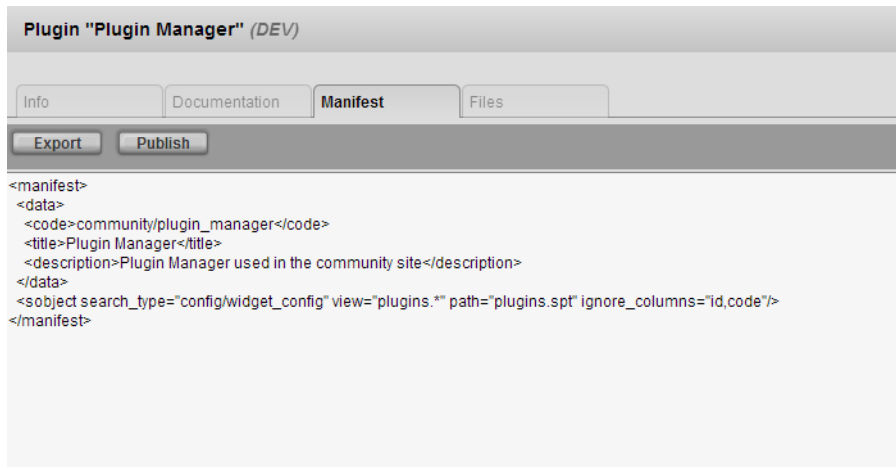 Plugin "Plugin Manager" (DEV)
Info Documentation Manifest Files
Export Publish
<manifest>
<data>
<code>community/plugin_manager</code>
<title>Plugin Manager</title>
<description>Plugin Manager used in the community site</description>
</data>
<sobject search_type="config/widget_config" view="plugins.*" path="plugins.spt" ignore_columns="id,code"/>
</manifest>